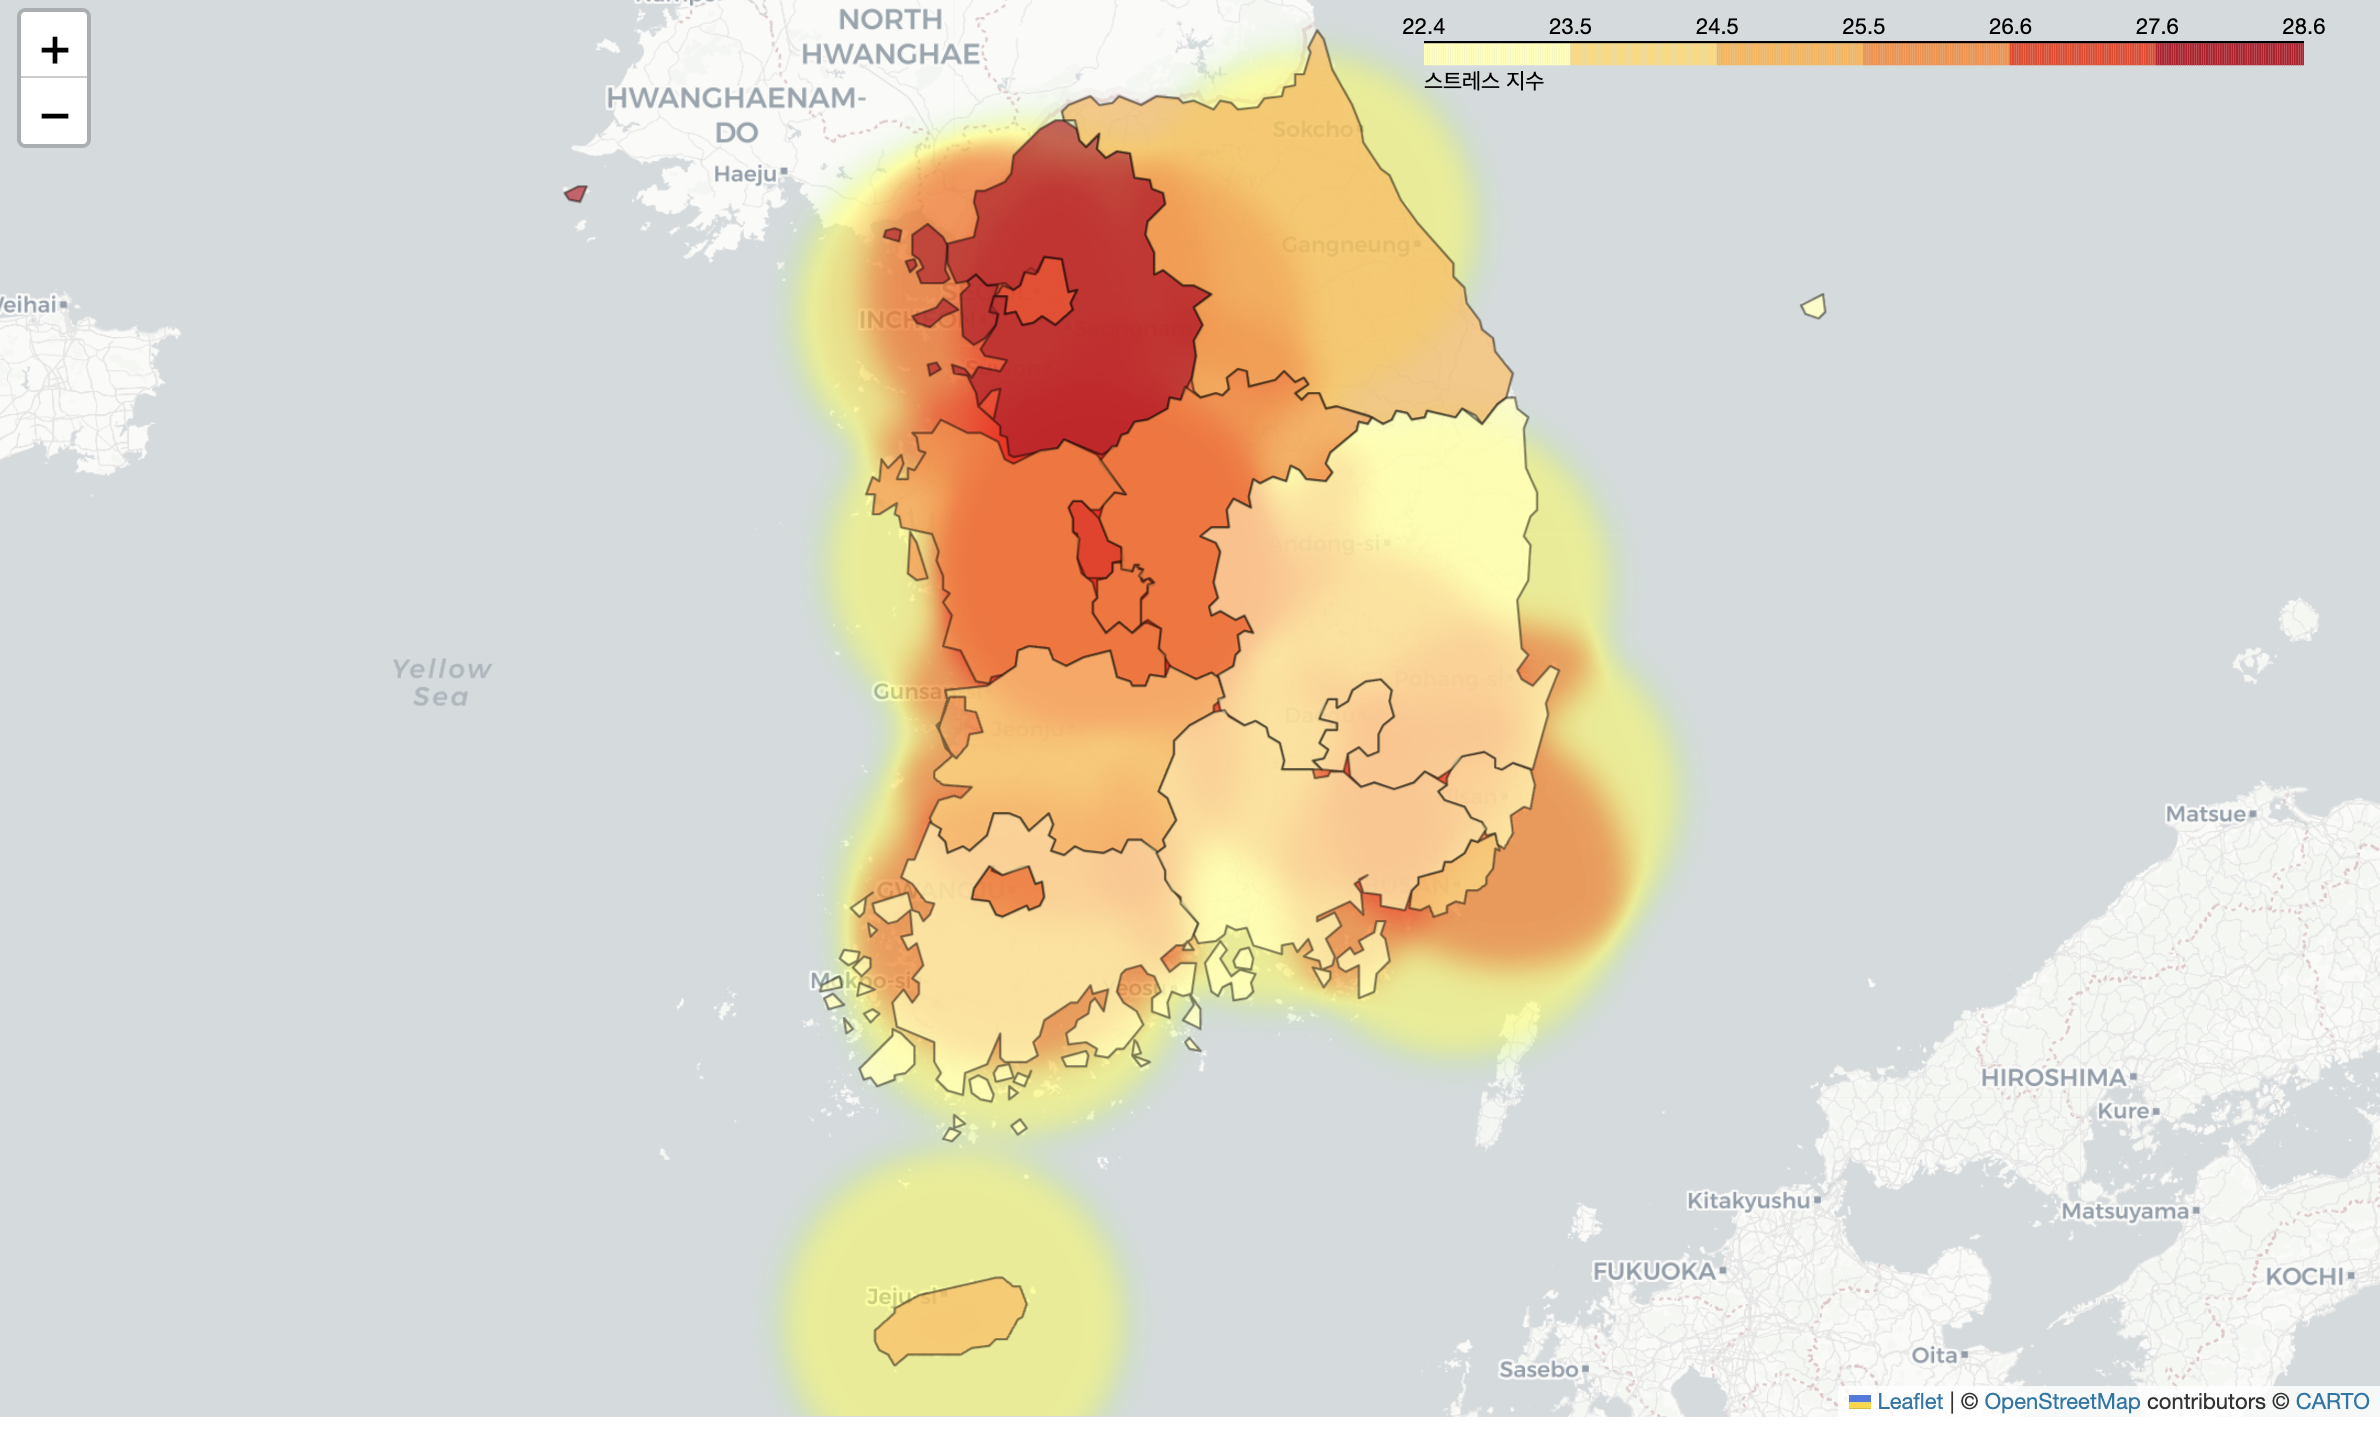 +
−
NORTH
HWANGHAE
HWANGHAENAM-
DO
Haeju
22.4 23.5 24.5 25.5 26.6 27.6 28.6
스트레스 지수
Sokcho
Gangneung
INCHEON
Andong-si
Yellow
Sea
Pohang-si
Jeonju
GWANGJU
Matsue
HIROSHIMA
Kure
Kitakyushu
Matsuyama
FUKUOKA
KOCHI
Jeju-si
Oita
Sasebo
Leaflet | © OpenStreetMap contributors © CARTO